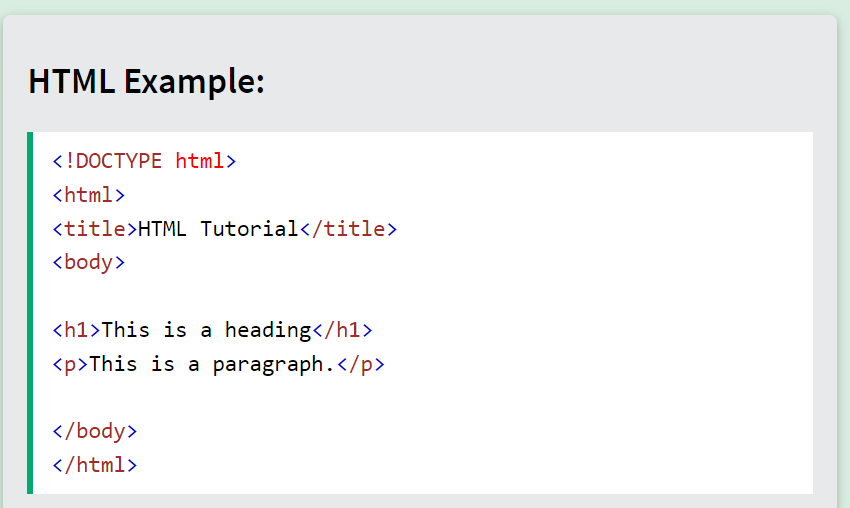 HTML Example:
<!DOCTYPE html>
<html>
<title>HTML Tutorial</title>
<body>
<h1>This is a heading</h1>
<p>This is a paragraph.</p>
</body>
</html>